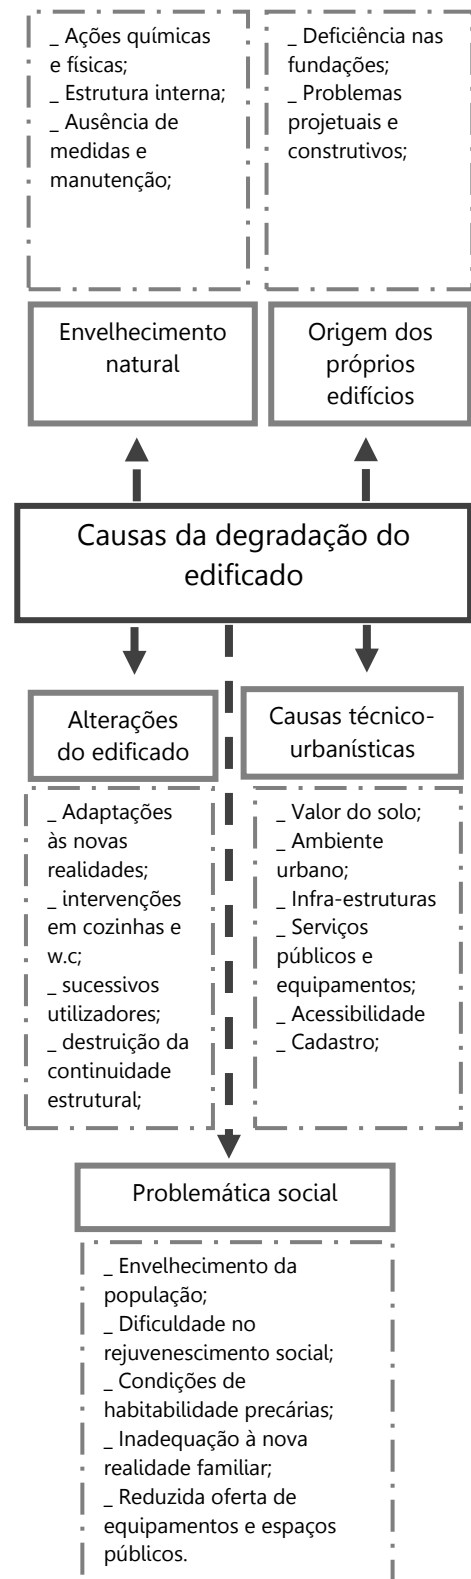 _ Ações químicas
e físicas;
_ Estrutura interna;
_ Ausência de
medidas e
manutenção;
_ Deficiência nas
fundações;
_ Problemas
projetuais e
construtivos;
Envelhecimento
natural
Origem dos
próprios
edifícios
Causas da degradação do
edificado
Alterações
do edificado
Causas técnico-
urbanísticas
_ Adaptações
às novas
realidades;
_ intervenções
em cozinhas e
w.c;
_ sucessivos
utilizadores;
_ destruição da
continuidade
estrutural;
_ Valor do solo;
_ Ambiente
urbano;
_ Infra-estruturas
_ Serviços
públicos e
equipamentos;
_ Acessibilidade
_ Cadastro;
Problemática social
_ Envelhecimento da
população;
_ Dificuldade no
rejuvenescimento social;
_ Condições de
habitabilidade precárias;
_ Inadequação à nova
realidade familiar;
_ Reduzida oferta de
equipamentos e espaços
públicos.